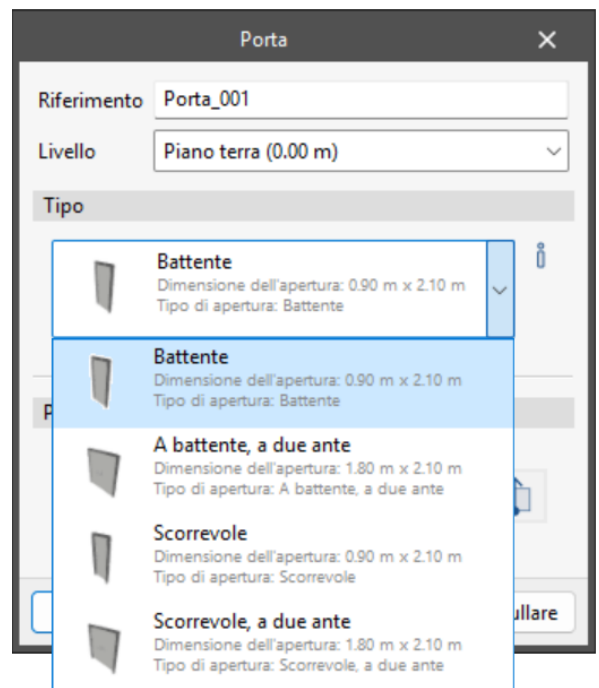 Porta
Riferimento Porta_001
Livello Piano terra (0.00 m)
Tipo
Battente
Dimensione dell'apertura: 0.90 m x 2.10 m
Tipo di apertura: Battente
Battente
Dimensione dell'apertura: 0.90 m x 2.10 m
Tipo di apertura: Battente
A battente, a due ante
Dimensione dell'apertura: 1.80 m x 2.10 m
Tipo di apertura: A battente, a due ante
Scorrevole
Dimensione dell'apertura: 0.90 m x 2.10 m
Tipo di apertura: Scorrevole
Scorrevole, a due ante
Dimensione dell'apertura: 1.80 m x 2.10 m
Tipo di apertura: Scorrevole, a due ante